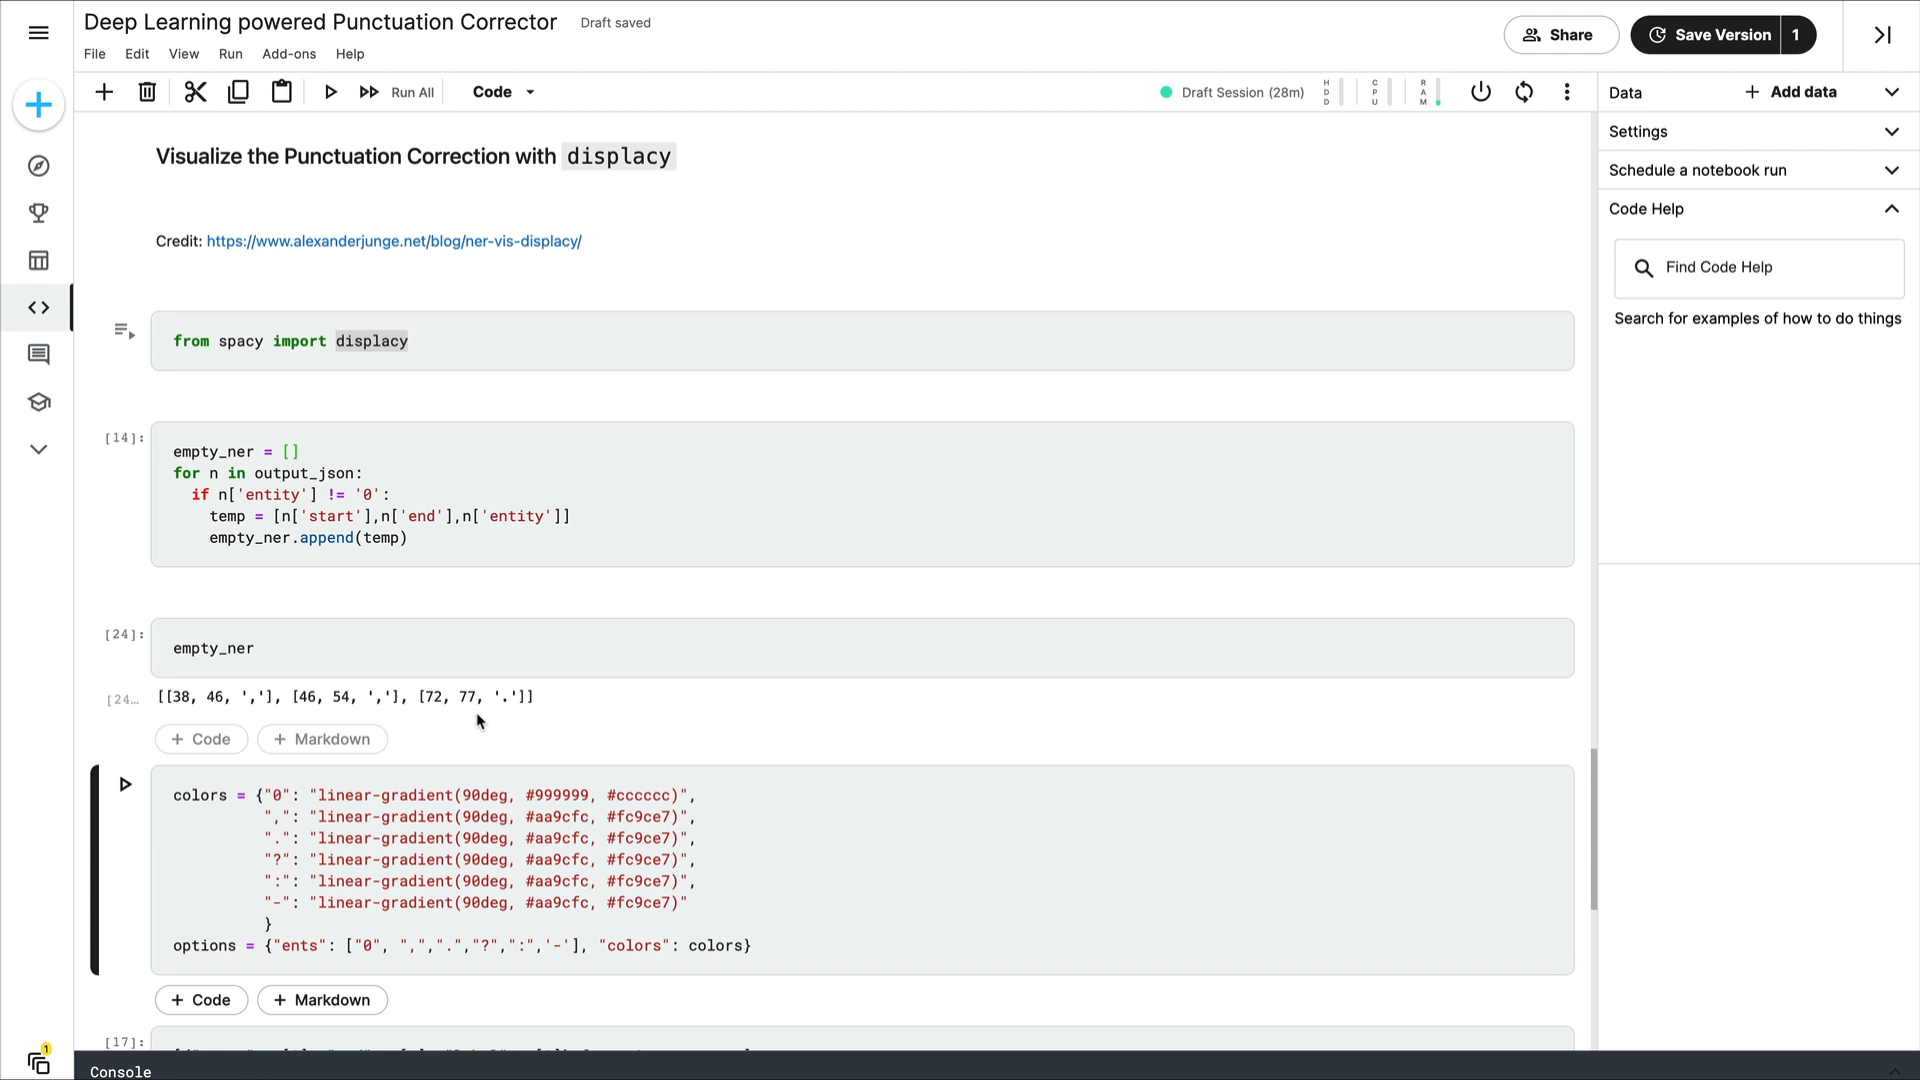 Deep Learning powered Punctuation Corrector Draft saved
File Edit View Run Add-ons Help
Share
Save Version 1
Run All Code
Draft Session (28m)
HDD
CPU
RAM
Visualize the Punctuation Correction with displacy
Credit: https://www.alexanderjunge.net/blog/ner-vis-displacy/
from spacy import displacy
[14]:
empty_ner = []
for n in output_json:
if n['entity'] != '0':
temp = [n['start'],n['end'],n['entity']]
empty_ner.append(temp)
[24]:
empty_ner
[24…
[[38, 46, ','], [46, 54, ','], [72, 77, '.']]
+ Code + Markdown
colors = {"0": "linear-gradient(90deg, #999999, #cccccc)",
",": "linear-gradient(90deg, #aa9cfc, #fc9ce7)",
".": "linear-gradient(90deg, #aa9cfc, #fc9ce7)",
"?": "linear-gradient(90deg, #aa9cfc, #fc9ce7)",
":": "linear-gradient(90deg, #aa9cfc, #fc9ce7)",
"-": "linear-gradient(90deg, #aa9cfc, #fc9ce7)"
}
options = {"ents": ["0", ",",".","?",":",'-'], "colors": colors}
+ Code + Markdown
[17]:
1
Console
Data
+ Add data
Settings
Schedule a notebook run
Code Help
Find Code Help
Search for examples of how to do things